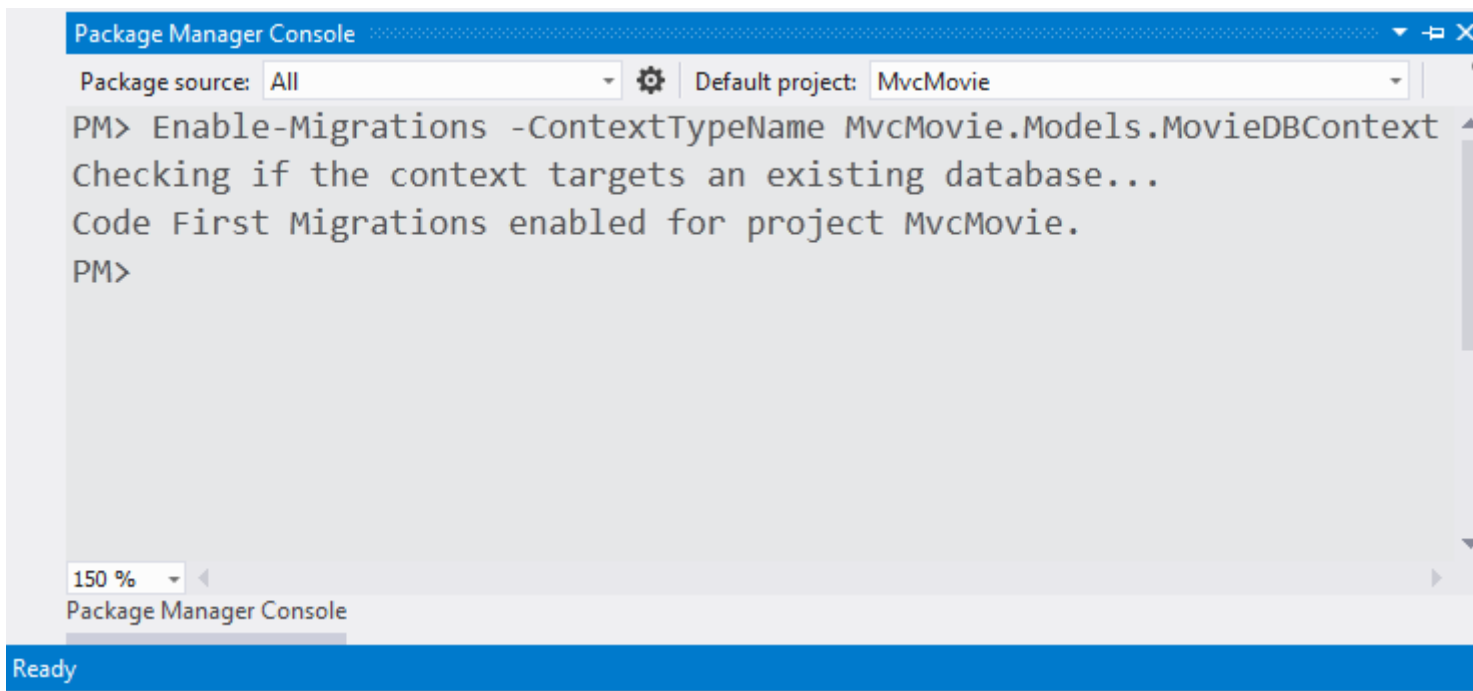 Package Manager Console
Package source: All Default project: MvcMovie
PM> Enable-Migrations -ContextTypeName MvcMovie.Models.MovieDBContext
Checking if the context targets an existing database...
Code First Migrations enabled for project MvcMovie.
PM>
150 %
Package Manager Console
Ready